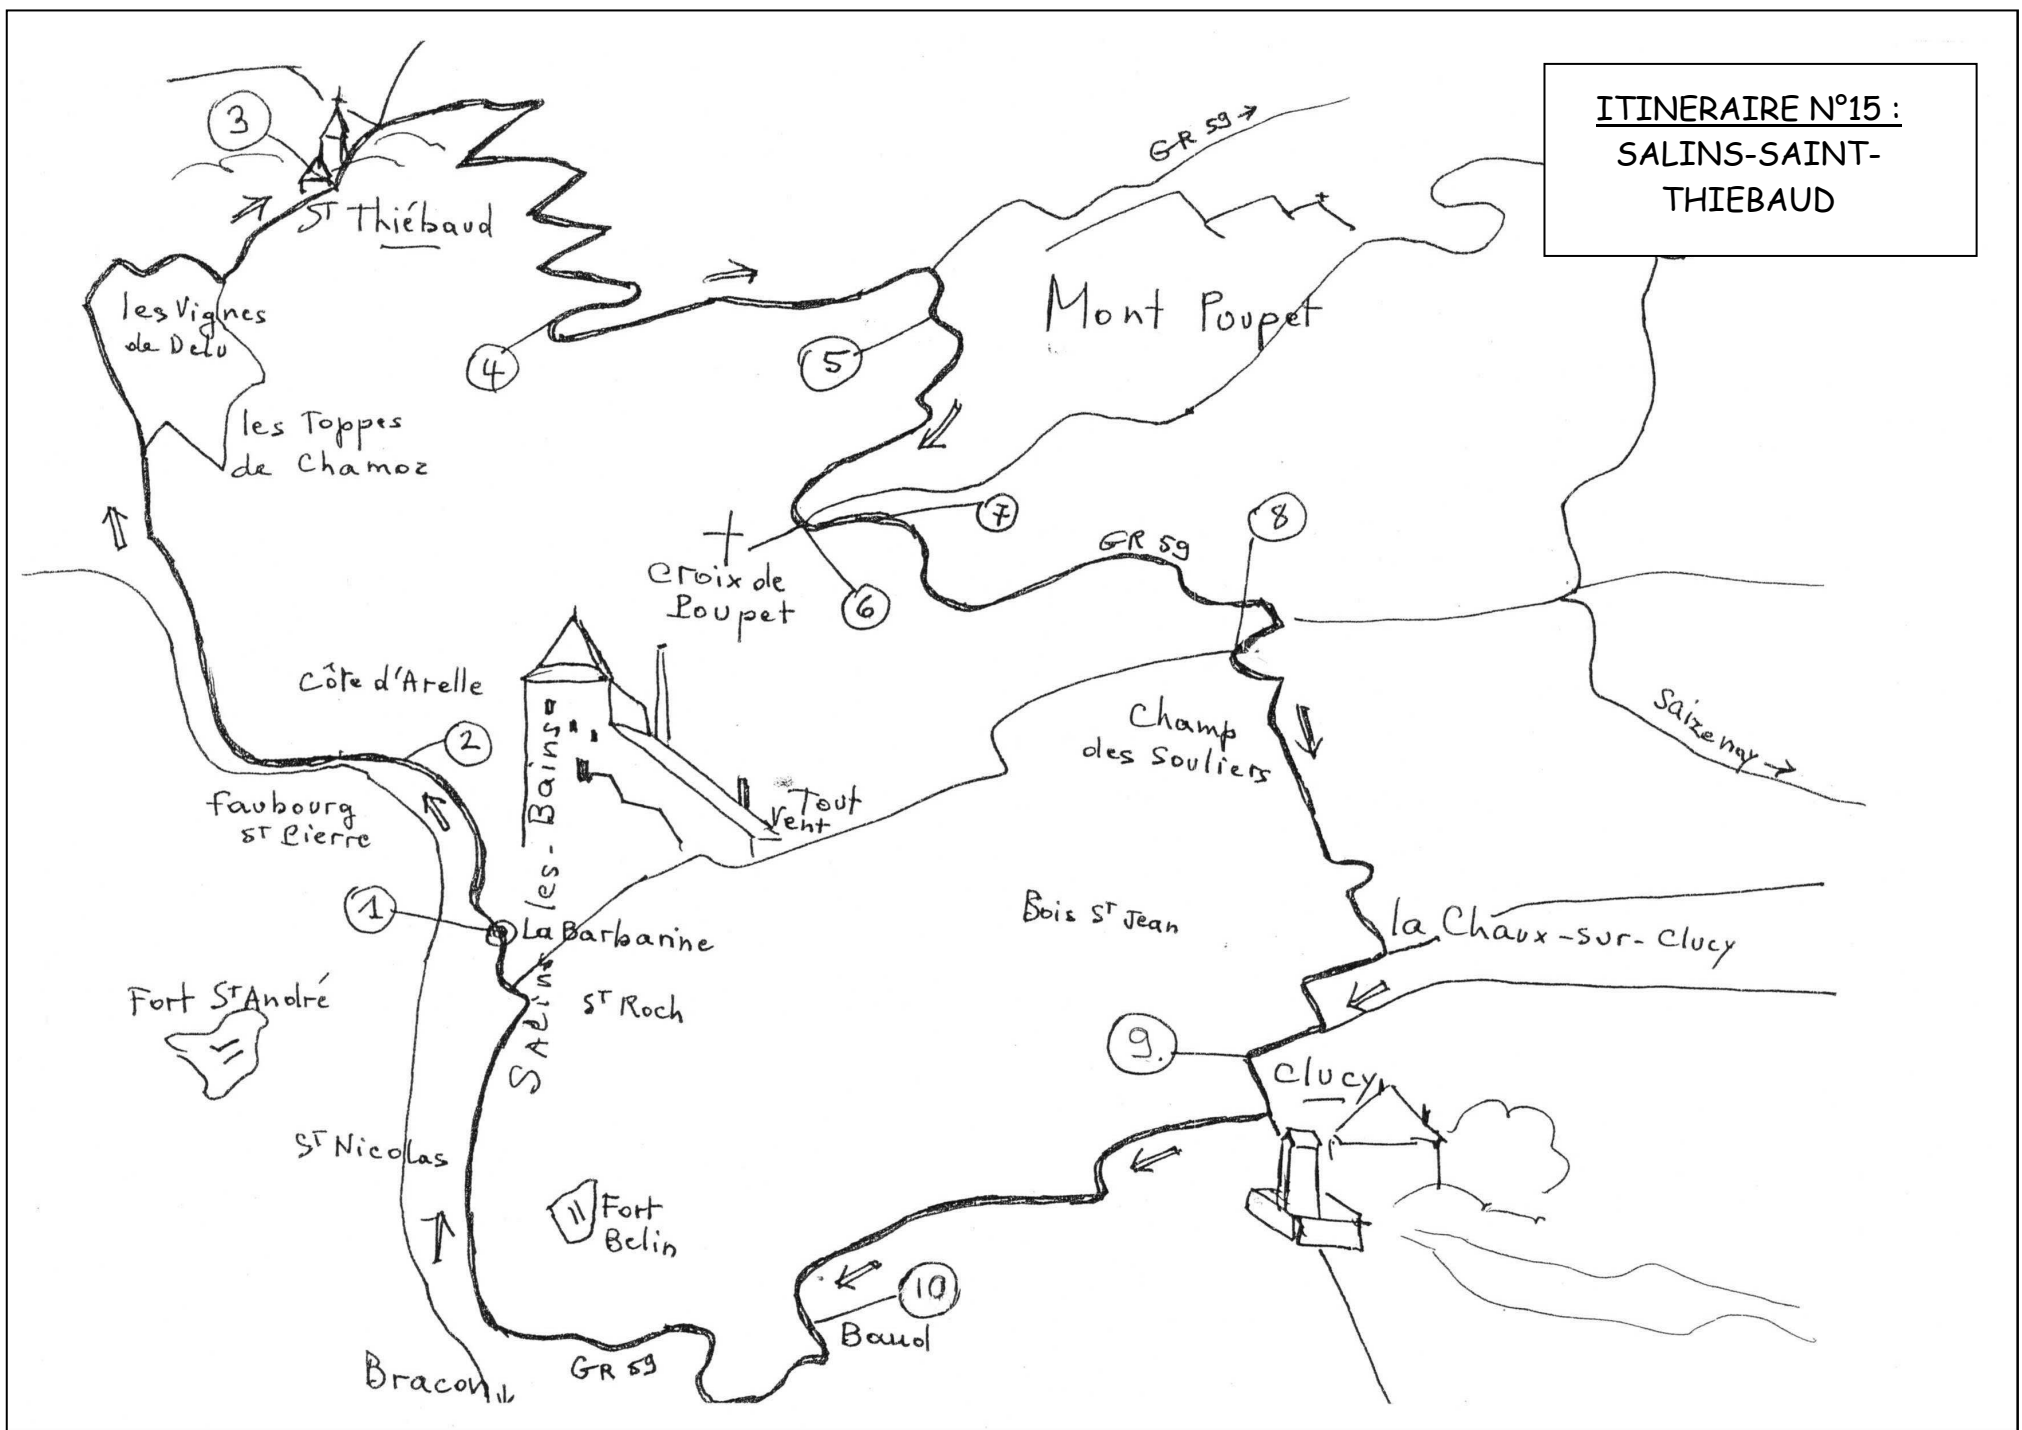 ITINERAIRE N°15 :
SALINS-SAINT-
THIEBAUD
3
GR 59 →
ST Thiébaud
les Vignes
de Delu
Mont Poupet
4
5
les Toppes
de Chamoz
7
8
GR 59
Croix de
Poupet
6
Côte d'Arelle
2
Champ
des Souliers
Saizenay →
Faubourg
ST Pierre
Tout
Vent
1
La Barbarine
Salins les-Bains
Bois ST Jean
la Chaux-sur-Clucy
Fort ST André
ST Roch
9.
Clucy
ST Nicolas
Fort
Belin
10
Baud
GR 59
Bracon